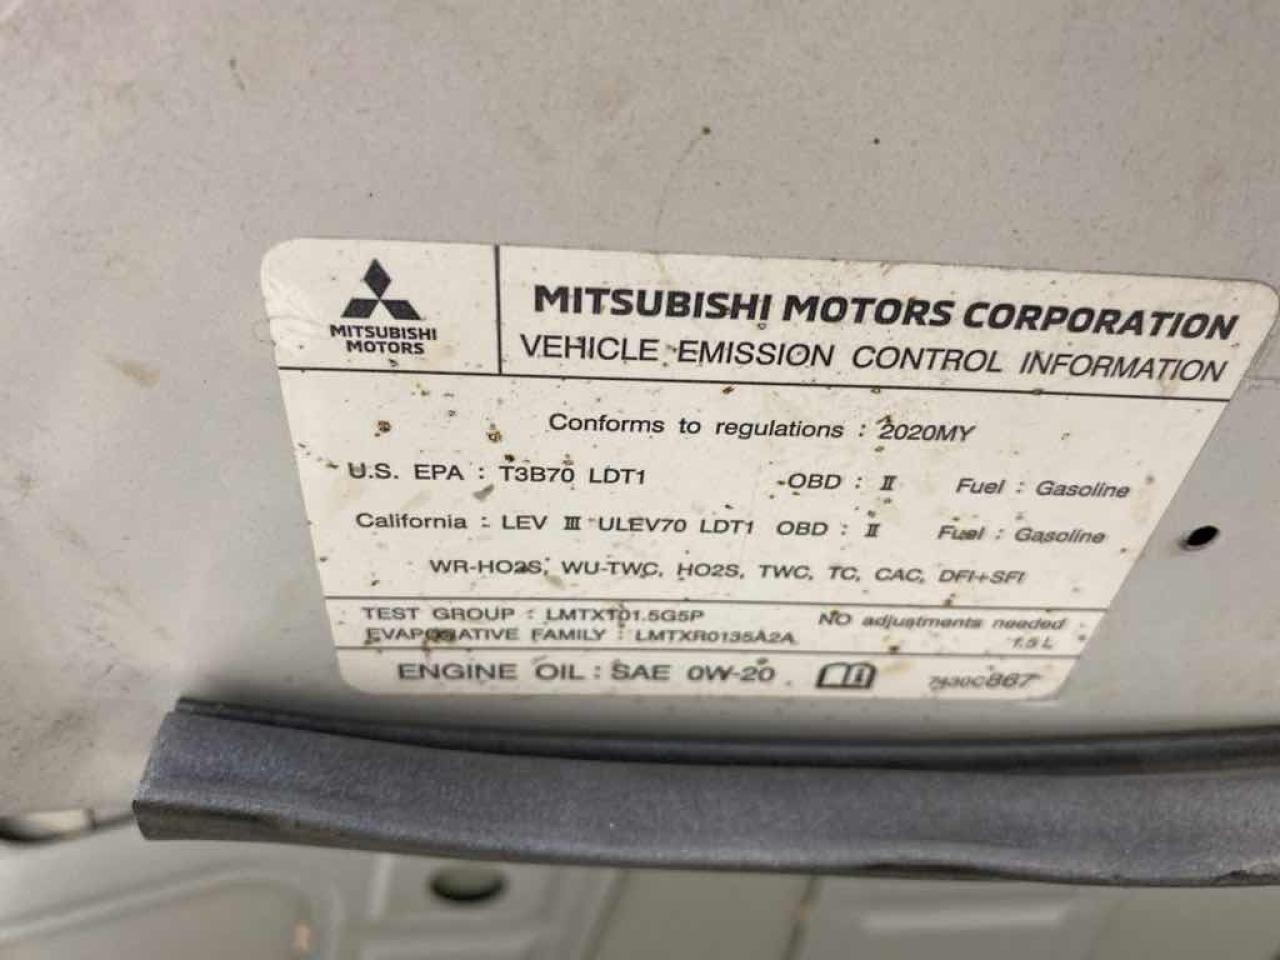 MITSUBISHI
MOTORS
MITSUBISHI MOTORS CORPORATION
VEHICLE EMISSION CONTROL INFORMATION
Conforms to regulations : 2020MY
U.S. EPA : T3B70 LDT1 OBD : II Fuel : Gasoline
California : LEV III ULEV70 LDT1 OBD : II Fuel : Gasoline
WR-HO2S, WU-TWC, HO2S, TWC, TC, CAC, DFI+SFI
TEST GROUP : LMTXT01.5G5P NO adjustments needed
EVAPORATIVE FAMILY : LMTXR0135A2A 1.5 L
ENGINE OIL : SAE 0W-20 7430C867